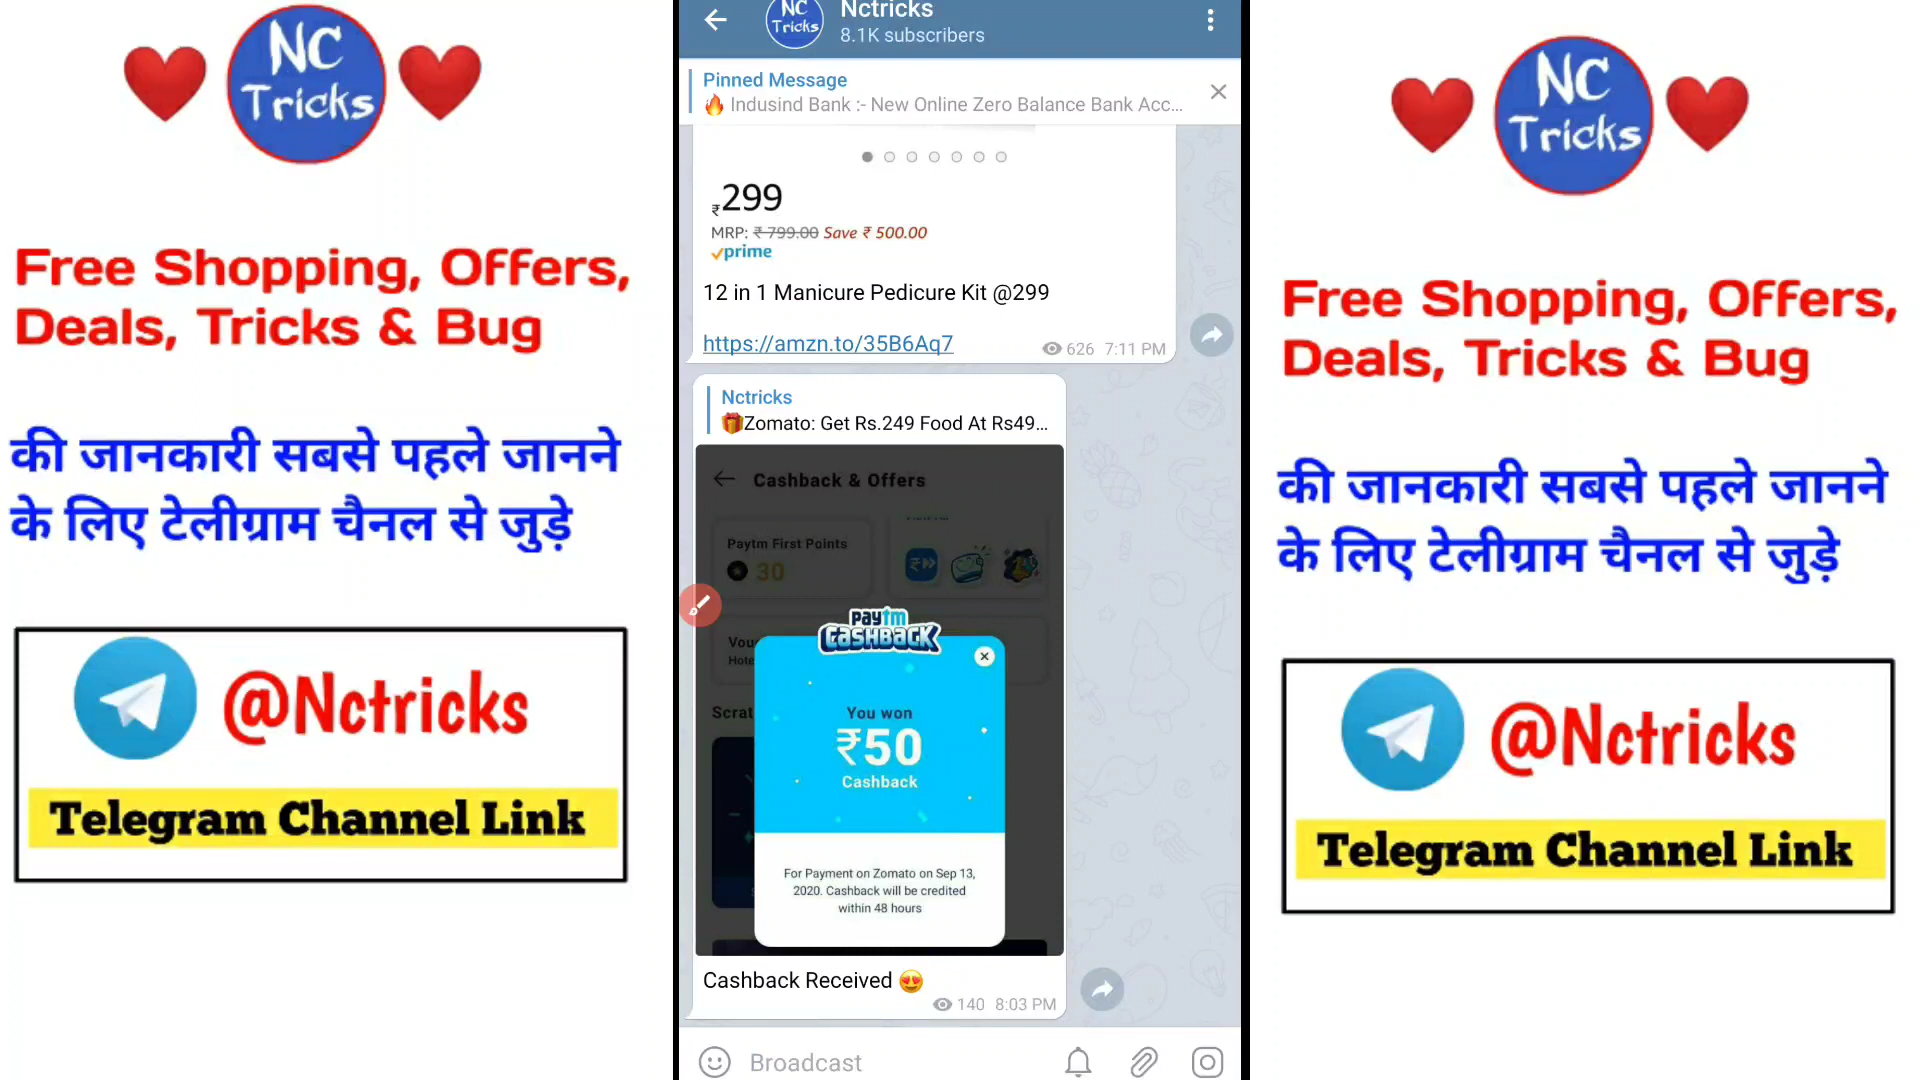 NC
Tricks
Free Shopping, Offers,
Deals, Tricks & Bug
की जानकारी सबसे पहले जानने
के लिए टेलीग्राम चैनल से जुड़े
@Nctricks
Telegram Channel Link
NC
Tricks
Nctricks
8.1K subscribers
Pinned Message
Indusind Bank :- New Online Zero Balance Bank Acc...
₹299
MRP: ₹ 799.00 Save ₹ 500.00
prime
12 in 1 Manicure Pedicure Kit @299
https://amzn.to/35B6Aq7
626 7:11 PM
Nctricks
Zomato: Get Rs.249 Food At Rs49...
Cashback & Offers
Paytm First Points
30
Vou
Hote
Scrat
paytm
CASHBACK
You won
₹50
Cashback
For Payment on Zomato on Sep 13,
2020. Cashback will be credited
within 48 hours
Cashback Received
140 8:03 PM
Broadcast
NC
Tricks
Free Shopping, Offers,
Deals, Tricks & Bug
की जानकारी सबसे पहले जानने
के लिए टेलीग्राम चैनल से जुड़े
@Nctricks
Telegram Channel Link